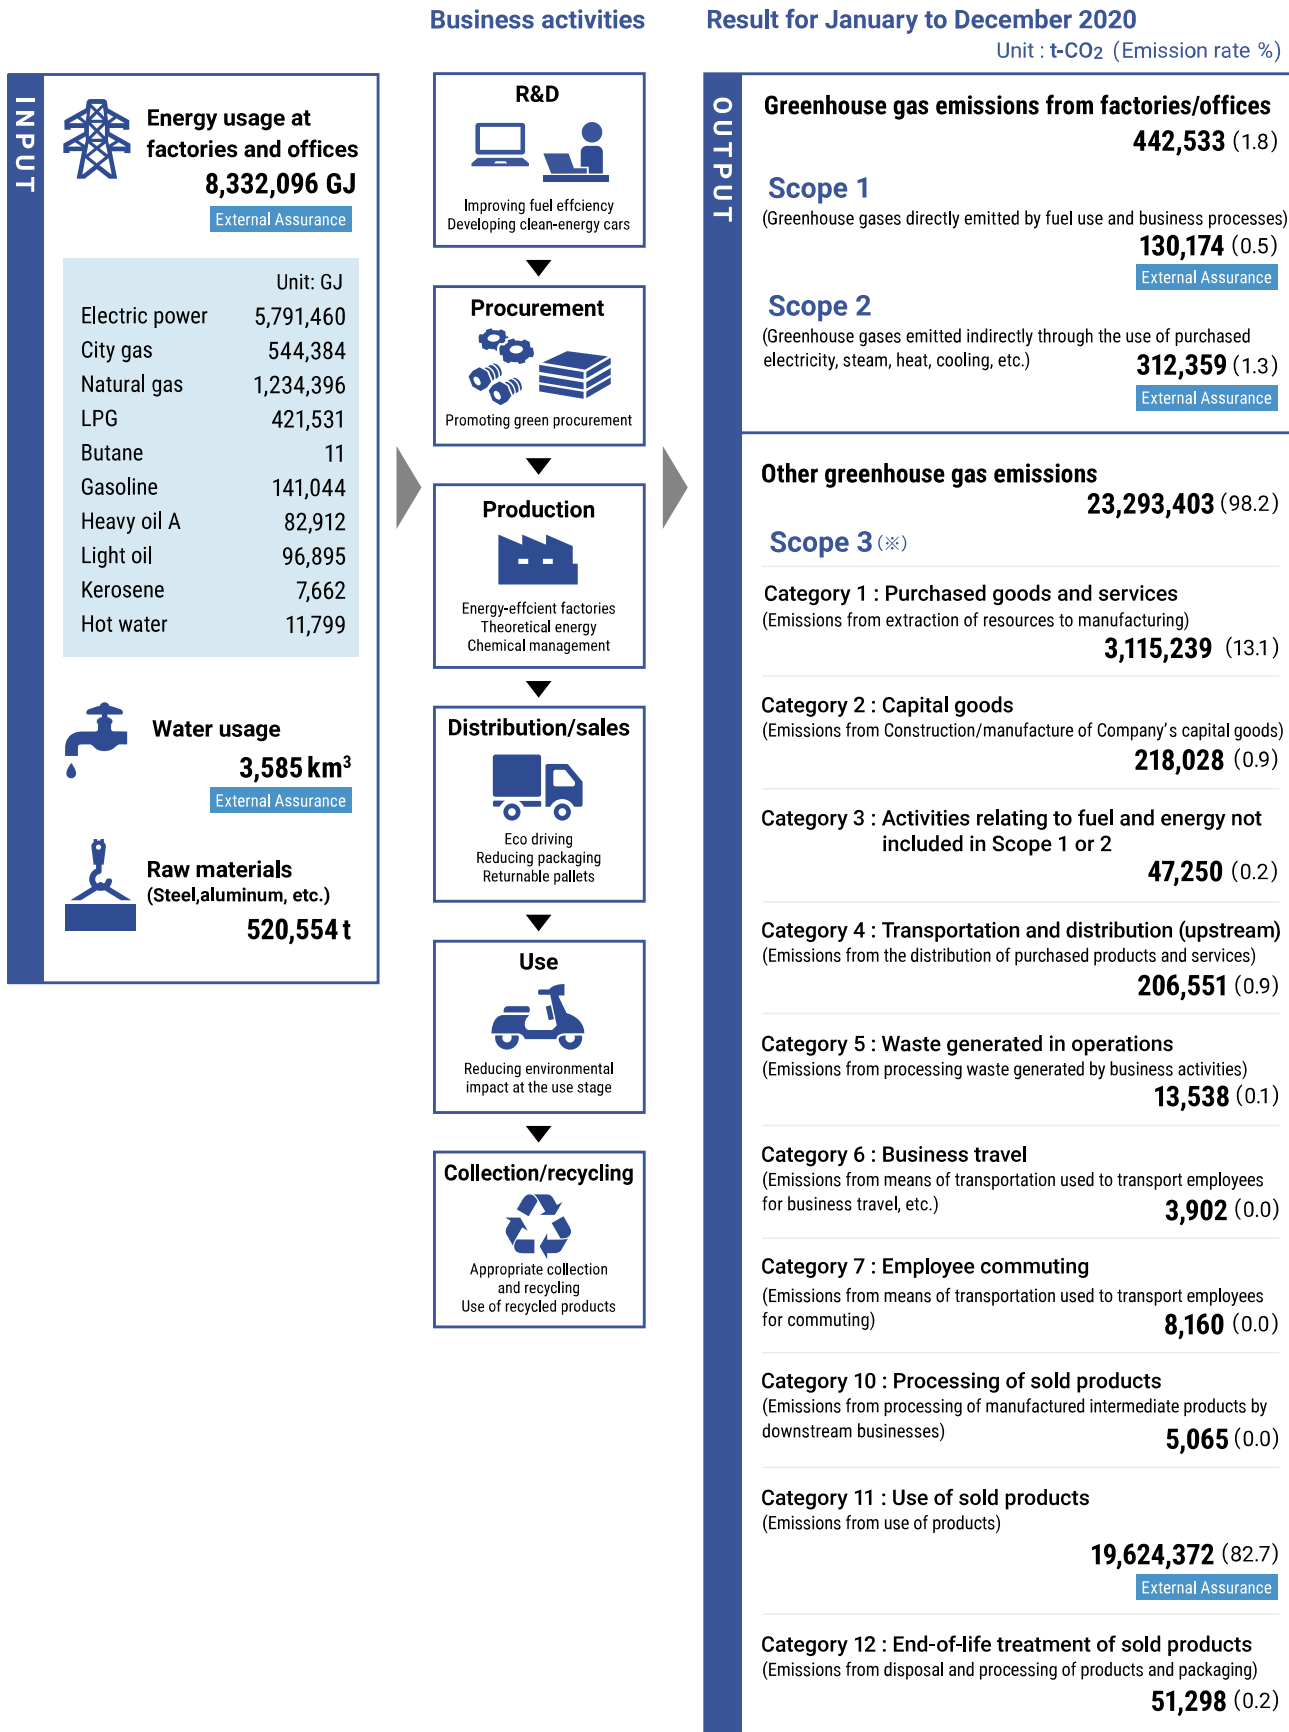 Business activities
Result for January to December 2020
Unit : t-CO2 (Emission rate %)
INPUT
Energy usage at
factories and offices
8,332,096 GJ
External Assurance
Unit: GJ
Electric power 5,791,460
City gas 544,384
Natural gas 1,234,396
LPG 421,531
Butane 11
Gasoline 141,044
Heavy oil A 82,912
Light oil 96,895
Kerosene 7,662
Hot water 11,799
Water usage
3,585 km³
External Assurance
Raw materials
(Steel,aluminum, etc.)
520,554 t
R&D
Improving fuel effciency
Developing clean-energy cars
Procurement
Promoting green procurement
Production
Energy-effcient factories
Theoretical energy
Chemical management
Distribution/sales
Eco driving
Reducing packaging
Returnable pallets
Use
Reducing environmental
impact at the use stage
Collection/recycling
Appropriate collection
and recycling
Use of recycled products
OUTPUT
Greenhouse gas emissions from factories/offices
442,533 (1.8)
Scope 1
(Greenhouse gases directly emitted by fuel use and business processes)
130,174 (0.5)
External Assurance
Scope 2
(Greenhouse gases emitted indirectly through the use of purchased
electricity, steam, heat, cooling, etc.) 312,359 (1.3)
External Assurance
Other greenhouse gas emissions
23,293,403 (98.2)
Scope 3 (※)
Category 1 : Purchased goods and services
(Emissions from extraction of resources to manufacturing)
3,115,239 (13.1)
Category 2 : Capital goods
(Emissions from Construction/manufacture of Company's capital goods)
218,028 (0.9)
Category 3 : Activities relating to fuel and energy not
included in Scope 1 or 2
47,250 (0.2)
Category 4 : Transportation and distribution (upstream)
(Emissions from the distribution of purchased products and services)
206,551 (0.9)
Category 5 : Waste generated in operations
(Emissions from processing waste generated by business activities)
13,538 (0.1)
Category 6 : Business travel
(Emissions from means of transportation used to transport employees
for business travel, etc.) 3,902 (0.0)
Category 7 : Employee commuting
(Emissions from means of transportation used to transport employees
for commuting) 8,160 (0.0)
Category 10 : Processing of sold products
(Emissions from processing of manufactured intermediate products by
downstream businesses) 5,065 (0.0)
Category 11 : Use of sold products
(Emissions from use of products)
19,624,372 (82.7)
External Assurance
Category 12 : End-of-life treatment of sold products
(Emissions from disposal and processing of products and packaging)
51,298 (0.2)